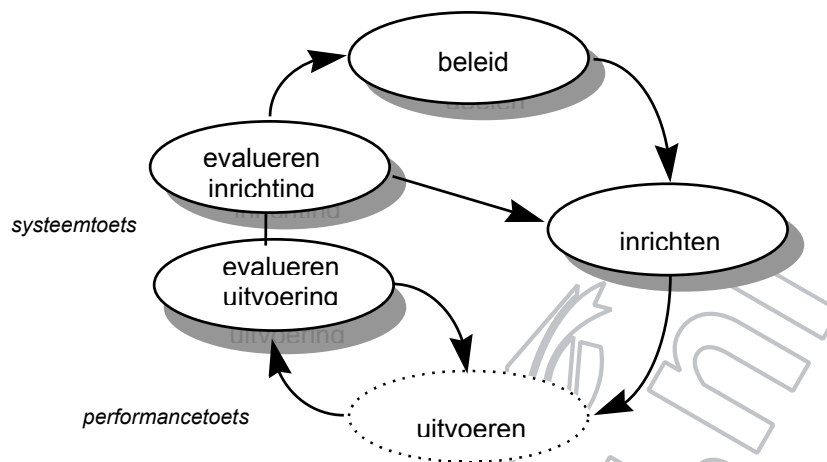 beleid
evalueren
inrichting
systeemtoets
inrichten
evalueren
uitvoering
performancetoets
uitvoeren